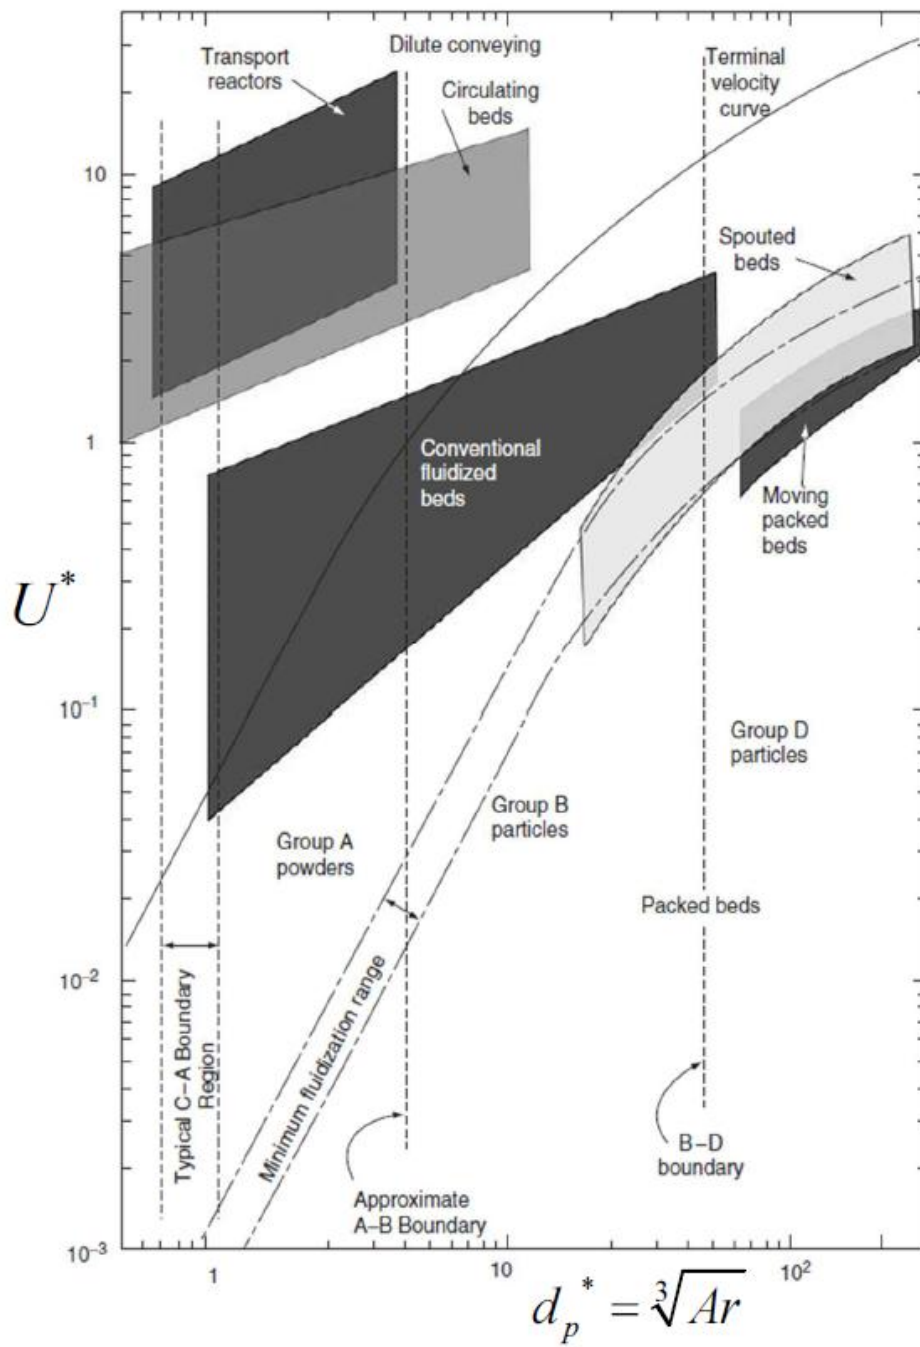 Transport
reactors
Dilute conveying
Circulating
beds
Terminal
velocity
curve
10
Spouted
beds
1
Conventional
fluidized
beds
Moving
packed
beds
U*
10⁻¹
Group D
particles
Group B
particles
Group A
powders
Packed beds
10⁻²
Typical C–A Boundary
Region
Minimum fluidization range
B–D
boundary
Approximate
A–B Boundary
10⁻³
1
10
10²
dₚ* = ∛Ar